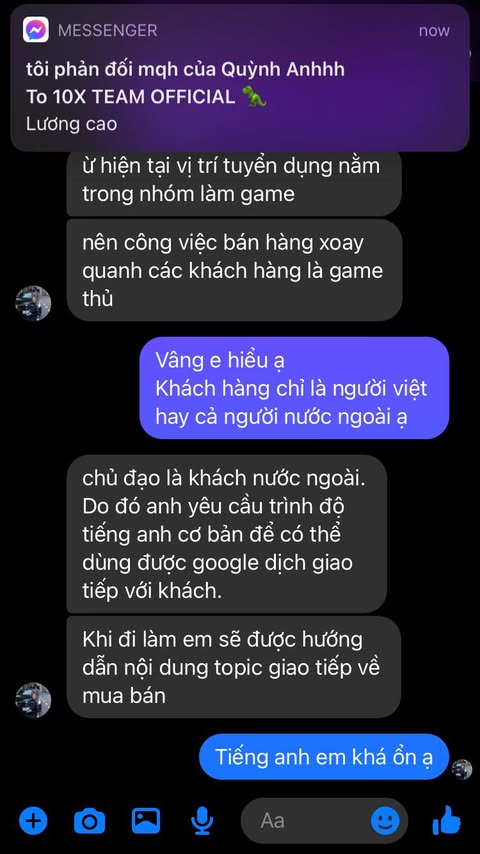 MESSENGER
now
tôi phản đối mqh của Quỳnh Anhhh
To 10X TEAM OFFICIAL 🦖
Lương cao
ừ hiện tại vị trí tuyển dụng nằm
trong nhóm làm game
nên công việc bán hàng xoay
quanh các khách hàng là game
thủ
Vâng e hiểu ạ
Khách hàng chỉ là người việt
hay cả người nước ngoài ạ
chủ đạo là khách nước ngoài.
Do đó anh yêu cầu trình độ
tiếng anh cơ bản để có thể
dùng được google dịch giao
tiếp với khách.
Khi đi làm em sẽ được hướng
dẫn nội dung topic giao tiếp về
mua bán
Tiếng anh em khá ổn ạ
Aa